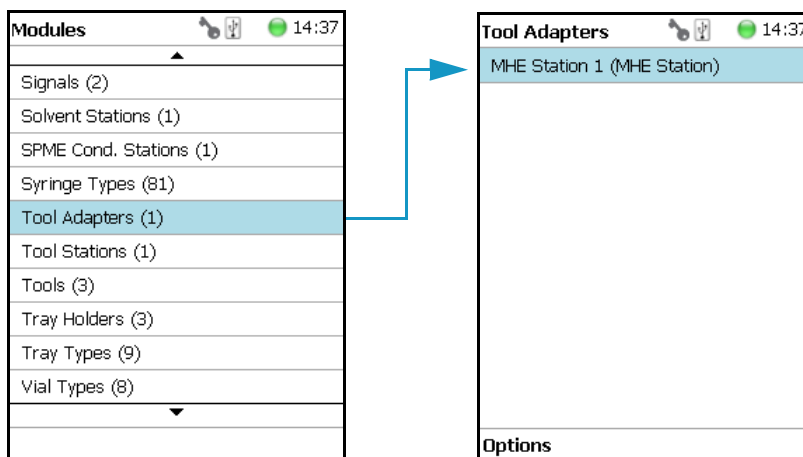 Modules 14:37
Signals (2)
Solvent Stations (1)
SPME Cond. Stations (1)
Syringe Types (81)
Tool Adapters (1)
Tool Stations (1)
Tools (3)
Tray Holders (3)
Tray Types (9)
Vial Types (8)
Tool Adapters 14:37
MHE Station 1 (MHE Station)
Options